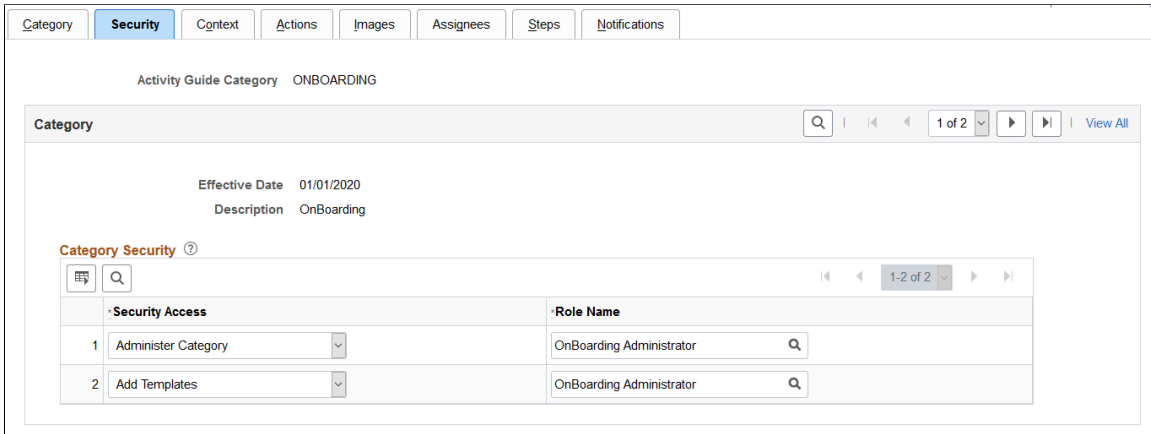 Category Security Context Actions Images Assignees Steps Notifications
Activity Guide Category ONBOARDING
Category 1 of 2 View All
Effective Date 01/01/2020
Description OnBoarding
Category Security ?
1-2 of 2
*Security Access *Role Name
1 Administer Category OnBoarding Administrator
2 Add Templates OnBoarding Administrator